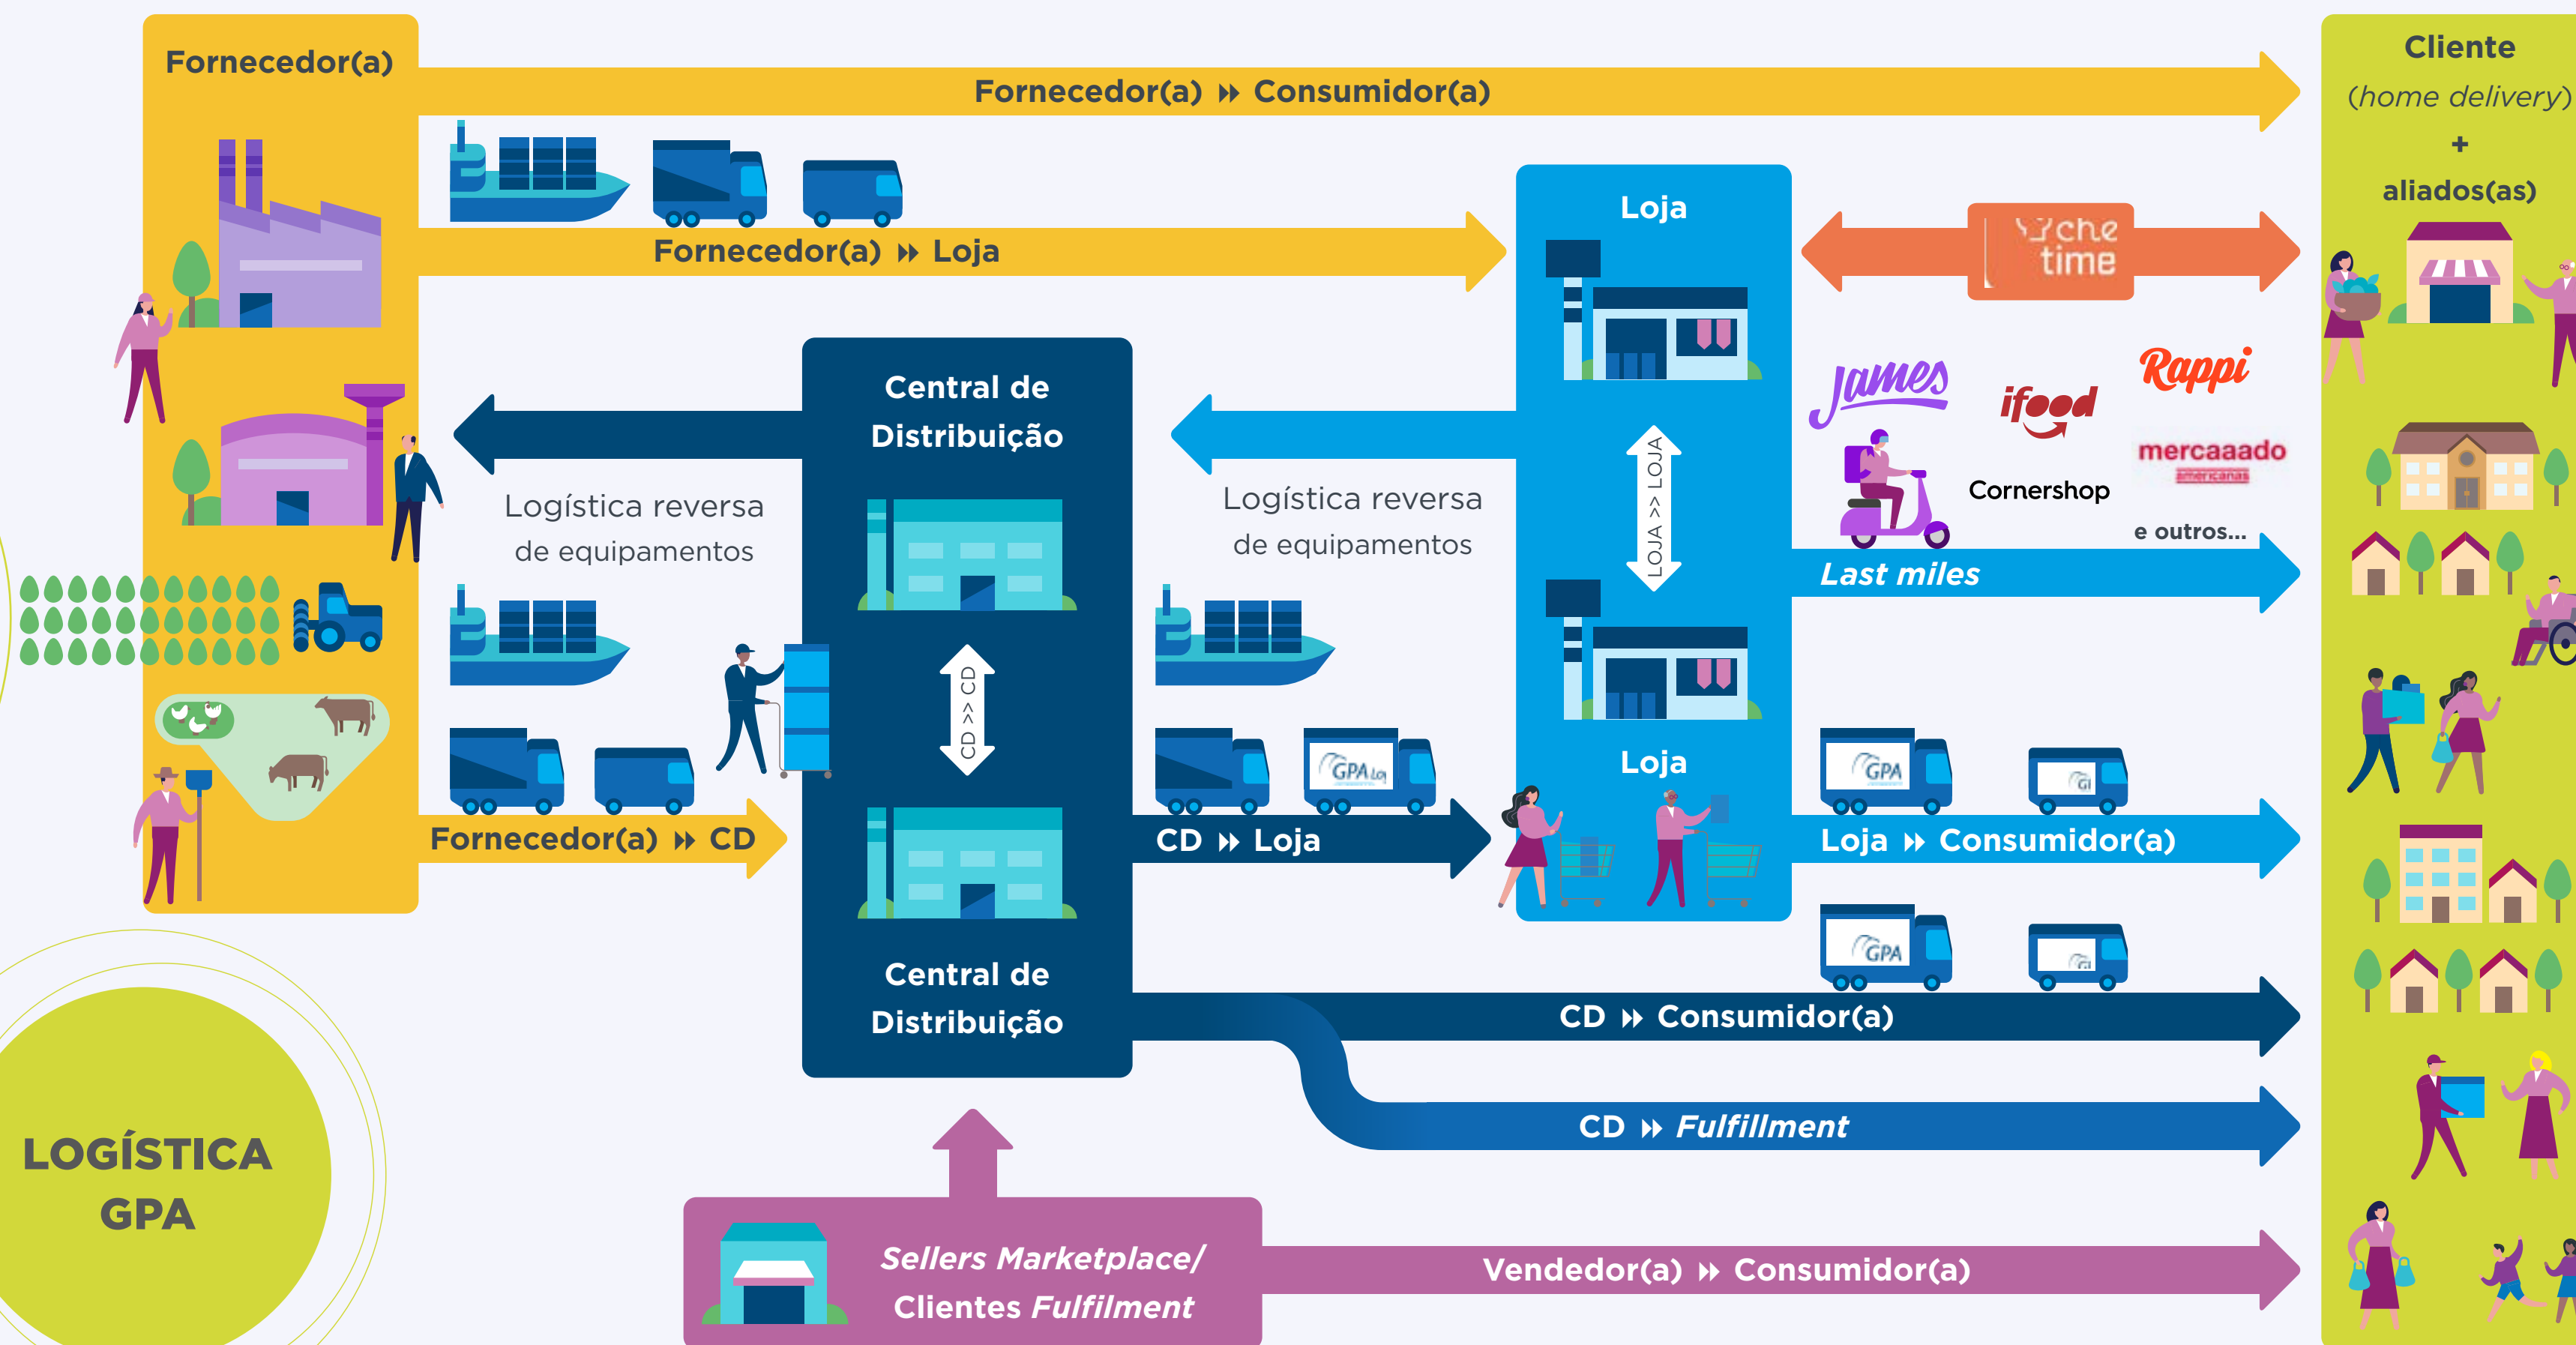 Fornecedor(a)
Cliente
(home delivery)
+
aliados(as)
Fornecedor(a) >> Consumidor(a)
Fornecedor(a) >> Loja
Loja
che
time
Central de
Distribuição
Logística reversa
de equipamentos
Logística reversa
de equipamentos
LOJA >> LOJA
James
ifood
Rappi
mercaaado
americanas
Cornershop
e outros...
Last miles
CD >> CD
Loja
GPA
GPA
Fornecedor(a) >> CD
CD >> Loja
Loja >> Consumidor(a)
GPA
Central de
Distribuição
CD >> Consumidor(a)
CD >> Fulfillment
LOGÍSTICA
GPA
Sellers Marketplace/
Clientes Fulfilment
Vendedor(a) >> Consumidor(a)